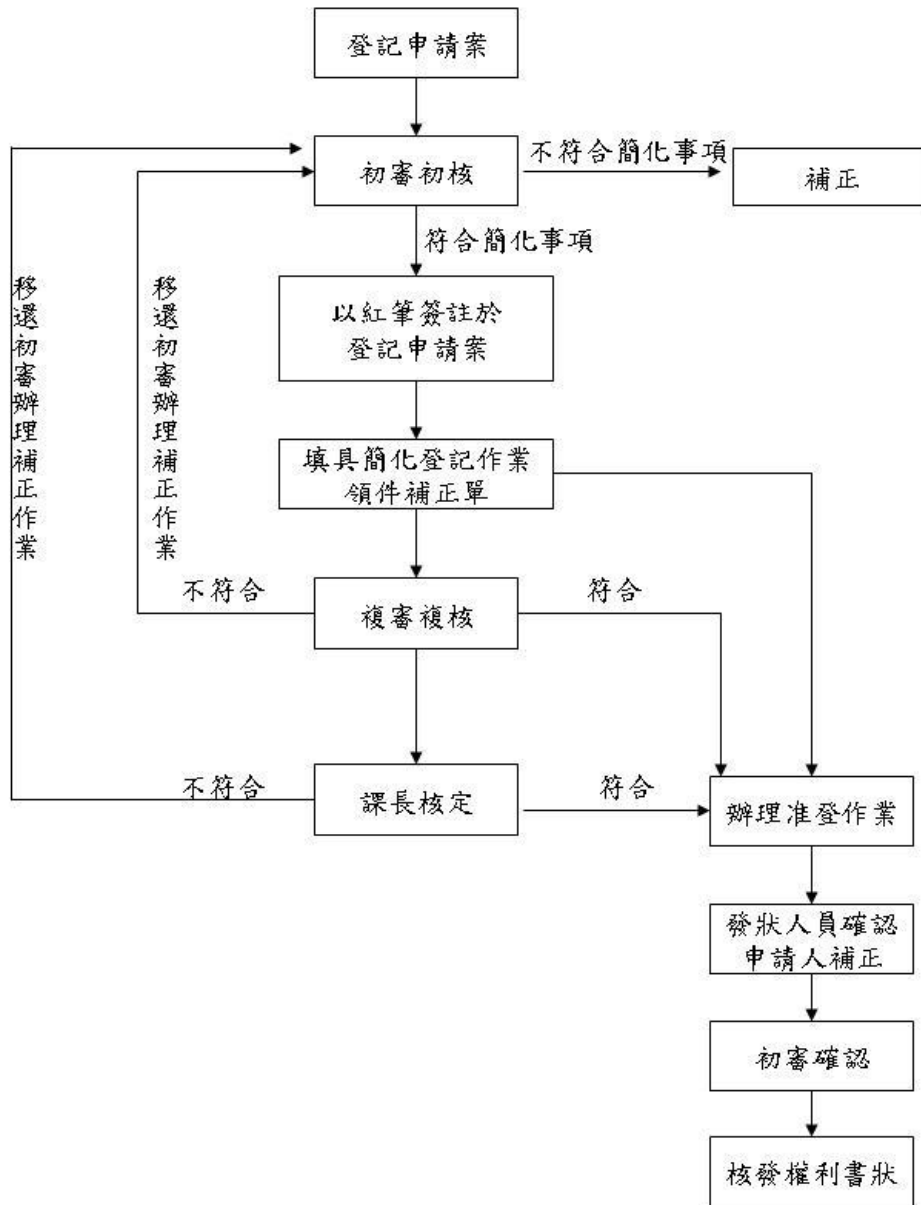 登記申請案
初審初核
不符合簡化事項
補正
符合簡化事項
移還初審辦理補正作業
移還初審辦理補正作業
以紅筆簽註於
登記申請案
填具簡化登記作業
領件補正單
不符合
複審複核
符合
不符合
課長核定
符合
辦理准登作業
發狀人員確認
申請人補正
初審確認
核發權利書狀